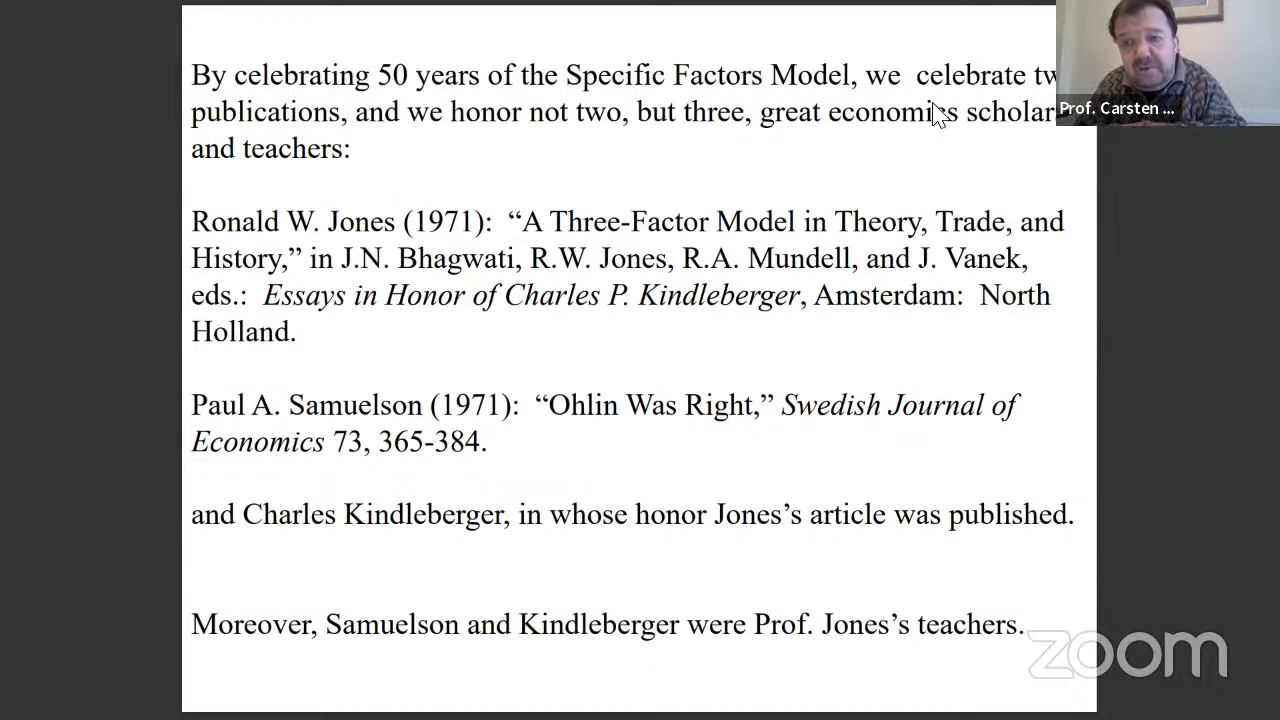 By celebrating 50 years of the Specific Factors Model, we celebrate tw
publications, and we honor not two, but three, great economics scholar
and teachers:
Ronald W. Jones (1971): “A Three-Factor Model in Theory, Trade, and
History,” in J.N. Bhagwati, R.W. Jones, R.A. Mundell, and J. Vanek,
eds.: Essays in Honor of Charles P. Kindleberger, Amsterdam: North
Holland.
Paul A. Samuelson (1971): “Ohlin Was Right,” Swedish Journal of
Economics 73, 365-384.
and Charles Kindleberger, in whose honor Jones’s article was published.
Moreover, Samuelson and Kindleberger were Prof. Jones’s teachers.
Prof. Carsten ...
zoom